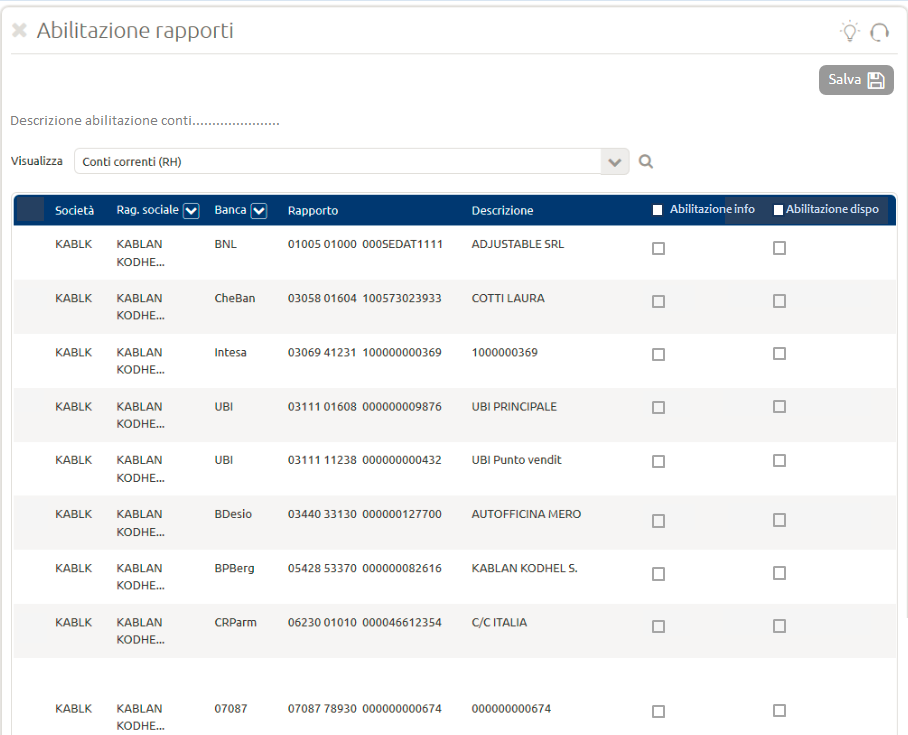 Abilitazione rapporti
Salva
Descrizione abilitazione conti.....................
Visualizza Conti correnti (RH)
Società Rag. sociale Banca Rapporto Descrizione Abilitazione info Abilitazione dispo
KABLK KABLAN BNL 01005 01000 000SEDAT1111 ADJUSTABLE SRL
KODHE...
KABLK KABLAN CheBan 03058 01604 100573023933 COTTI LAURA
KODHE...
KABLK KABLAN Intesa 03069 41231 100000000369 1000000369
KODHE...
KABLK KABLAN UBI 03111 01608 000000009876 UBI PRINCIPALE
KODHE...
KABLK KABLAN UBI 03111 11238 000000000432 UBI Punto vendit
KODHE...
KABLK KABLAN BDesio 03440 33130 000000127700 AUTOFFICINA MERO
KODHE...
KABLK KABLAN BPBerg 05428 53370 000000082616 KABLAN KODHEL S.
KODHE...
KABLK KABLAN CRParm 06230 01010 000046612354 C/C ITALIA
KODHE...
KABLK KABLAN 07087 07087 78930 000000000674 000000000674
KODHE...